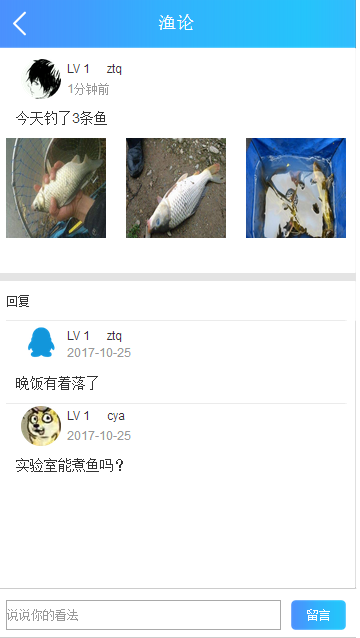 渔论
LV 1 ztq
1分钟前
今天钓了3条鱼
回复
LV 1 ztq
2017-10-25
晚饭有着落了
LV 1 cya
2017-10-25
实验室能煮鱼吗？
说说你的看法
留言